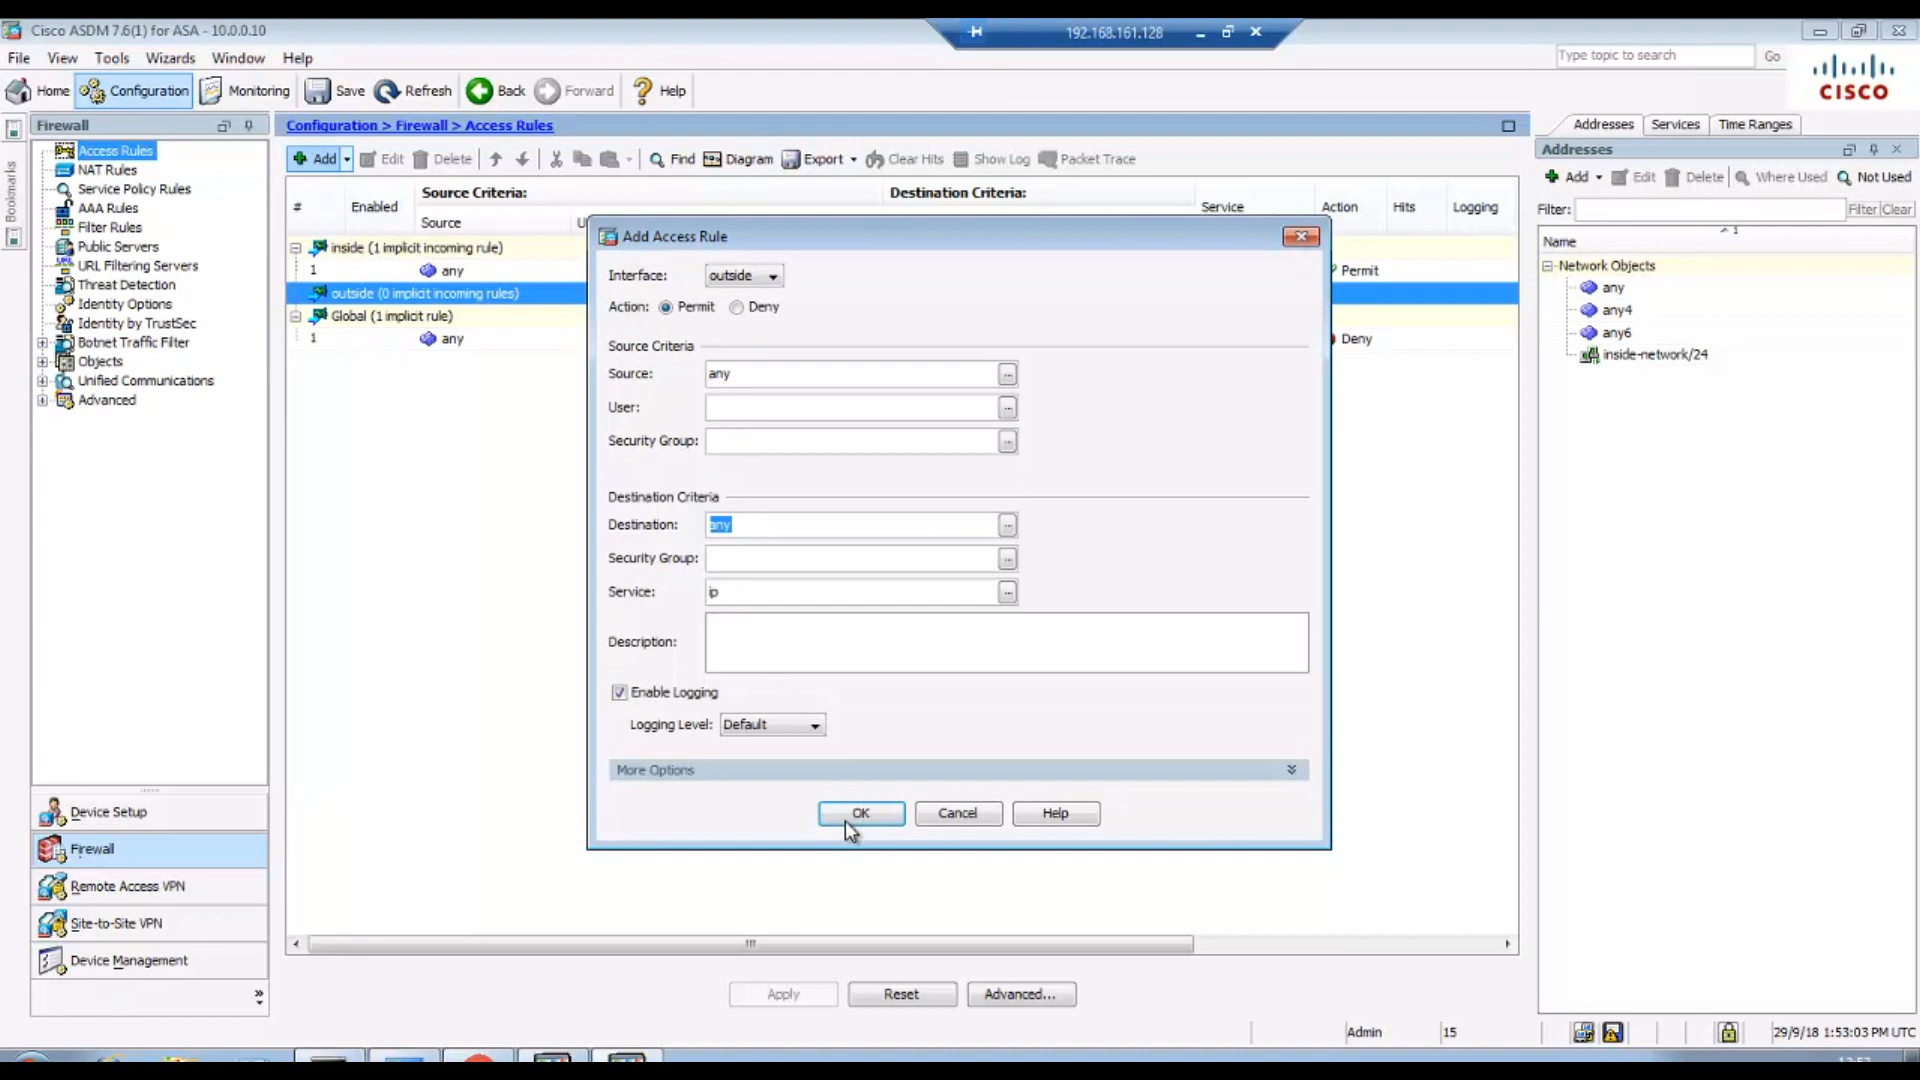 Cisco ASDM 7.6(1) for ASA - 10.0.0.10
192.168.161.128
File View Tools Wizards Window Help
Type topic to search Go
Home Configuration Monitoring Save Refresh Back Forward Help
CISCO
Bookmarks
Firewall
Access Rules
NAT Rules
Service Policy Rules
AAA Rules
Filter Rules
Public Servers
URL Filtering Servers
Threat Detection
Identity Options
Identity by TrustSec
Botnet Traffic Filter
Objects
Unified Communications
Advanced
Device Setup
Firewall
Remote Access VPN
Site-to-Site VPN
Device Management
Configuration > Firewall > Access Rules
Add Edit Delete Find Diagram Export Clear Hits Show Log Packet Trace
# Enabled Source Criteria: Destination Criteria: Service Action Hits Logging
Source
inside (1 implicit incoming rule)
1 any Permit
outside (0 implicit incoming rules)
Global (1 implicit rule)
1 any Deny
Add Access Rule
Interface: outside
Action: Permit Deny
Source Criteria
Source: any
User:
Security Group:
Destination Criteria
Destination: any
Security Group:
Service: ip
Description:
Enable Logging
Logging Level: Default
More Options
OK Cancel Help
Apply Reset Advanced...
Addresses Services Time Ranges
Addresses
Add Edit Delete Where Used Not Used
Filter: Filter Clear
Name
Network Objects
any
any4
any6
inside-network/24
Admin 15 29/9/18 1:53:03 PM UTC